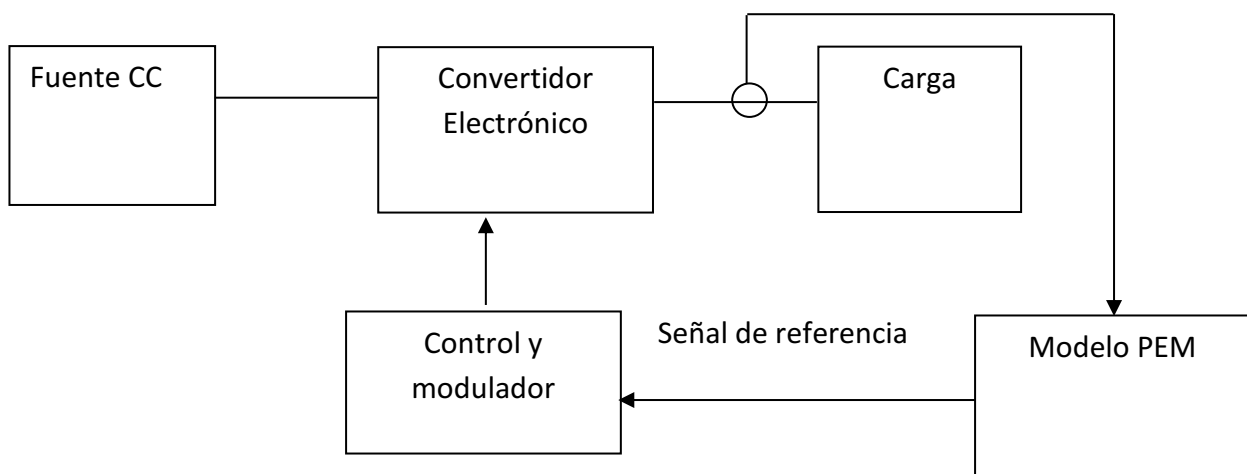 Fuente CC
Convertidor
Electrónico
Carga
Control y
modulador
Señal de referencia
Modelo PEM